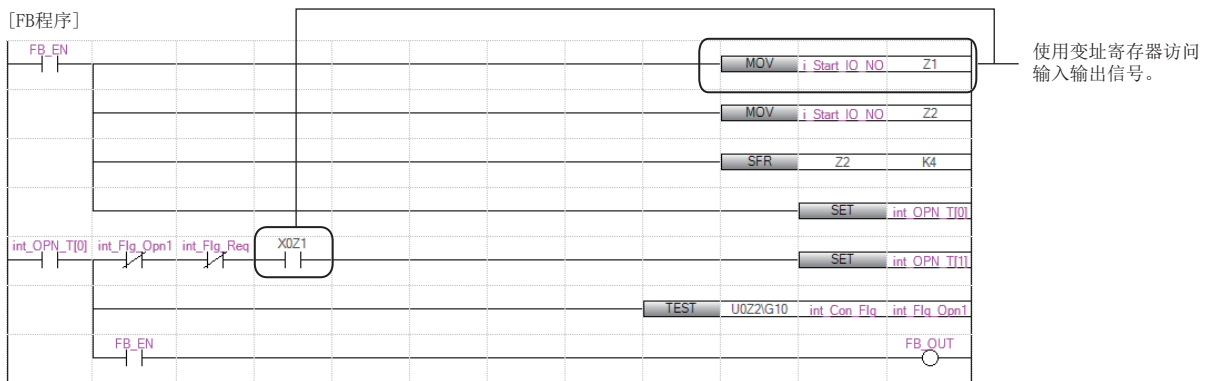 [FB程序]
FB_EN
MOV i_Start_IO_NO Z1
使用变址寄存器访问
输入输出信号。
MOV i_Start_IO_NO Z2
SFR Z2 K4
SET int_OPN_T[0]
int_OPN_T[0] int_Flg_Opn1 int_Flg_Req X0Z1 SET int_OPN_T[1]
TEST U0Z2\G10 int_Con_Flg int_Flg_Opn1
FB_EN FB_OUT